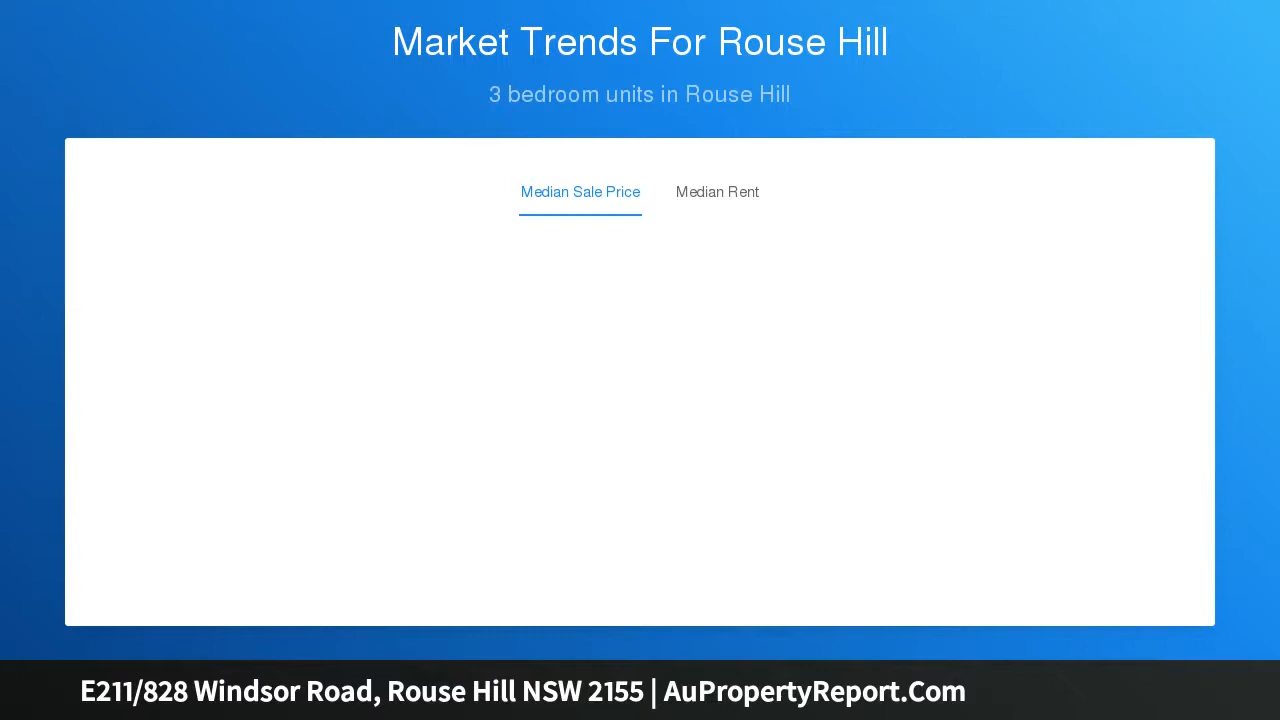 Market Trends For Rouse Hill
3 bedroom units in Rouse Hill
Median Sale Price Median Rent
E211/828 Windsor Road, Rouse Hill NSW 2155 | AuPropertyReport.Com